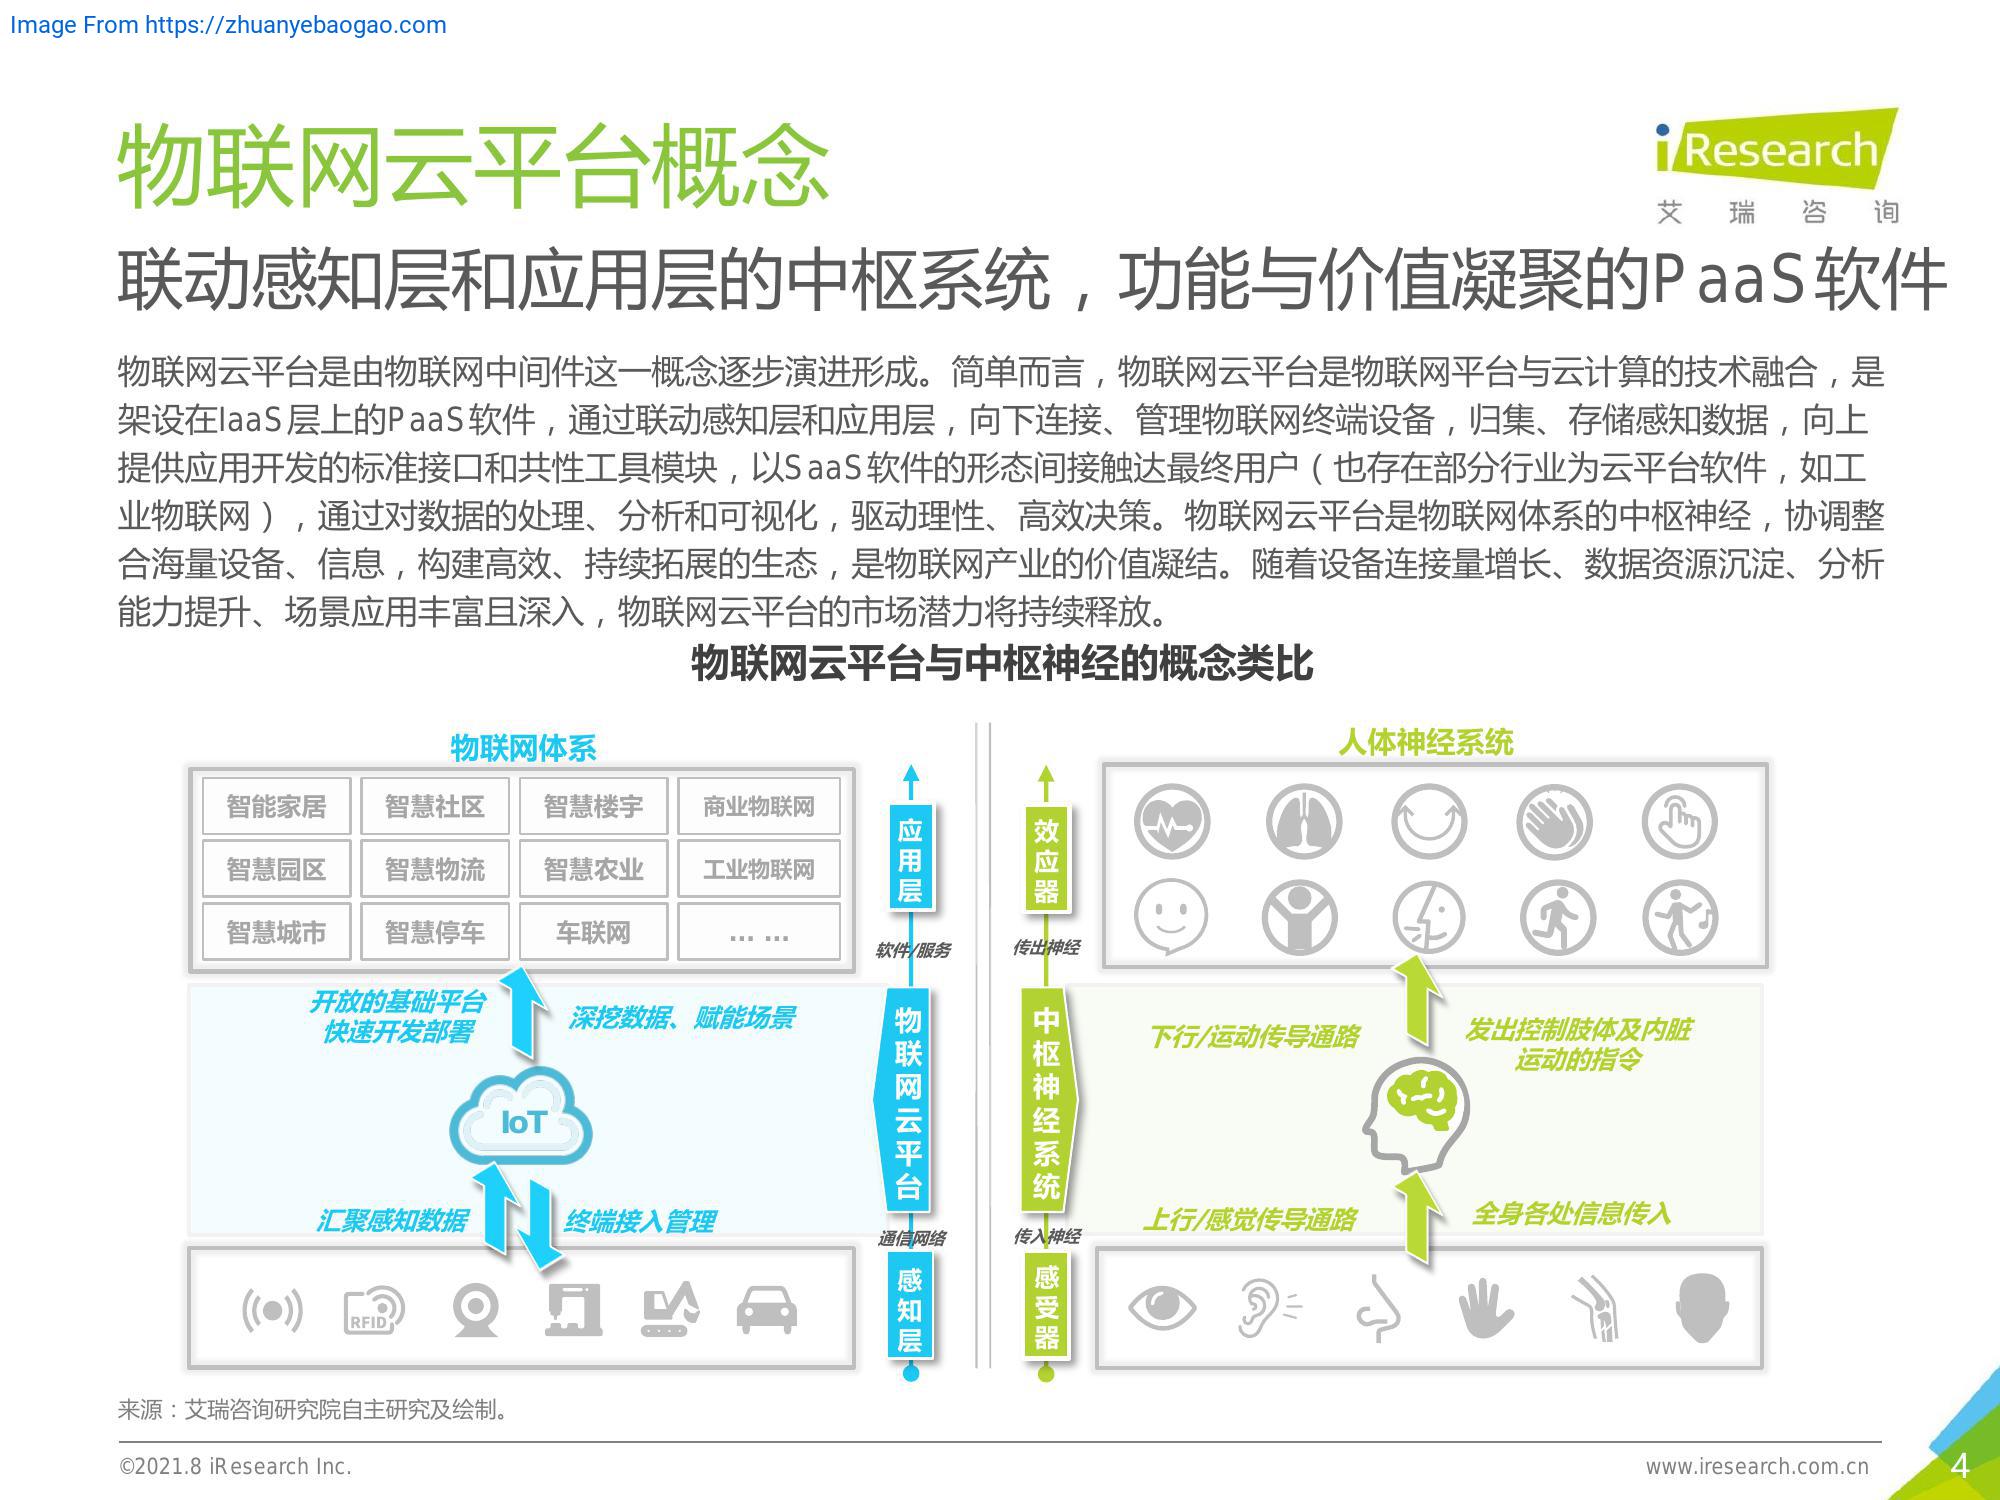 Image From https://zhuanyebaogao.com
物联网云平台概念
iResearch
艾瑞咨询
联动感知层和应用层的中枢系统，功能与价值凝聚的PaaS软件
物联网云平台是由物联网中间件这一概念逐步演进形成。简单而言，物联网云平台是物联网平台与云计算的技术融合，是
架设在IaaS层上的PaaS软件，通过联动感知层和应用层，向下连接、管理物联网终端设备，归集、存储感知数据，向上
提供应用开发的标准接口和共性工具模块，以SaaS软件的形态间接触达最终用户（也存在部分行业为云平台软件，如工
业物联网），通过对数据的处理、分析和可视化，驱动理性、高效决策。物联网云平台是物联网体系的中枢神经，协调整
合海量设备、信息，构建高效、持续拓展的生态，是物联网产业的价值凝结。随着设备连接量增长、数据资源沉淀、分析
能力提升、场景应用丰富且深入，物联网云平台的市场潜力将持续释放。
物联网云平台与中枢神经的概念类比
物联网体系
智能家居 智慧社区 智慧楼宇 商业物联网
智慧园区 智慧物流 智慧农业 工业物联网
智慧城市 智慧停车 车联网 … …
开放的基础平台
快速开发部署
深挖数据、赋能场景
IoT
汇聚感知数据
终端接入管理
RFID
应用层
软件/服务
物联网云平台
通信网络
感知层
人体神经系统
效应器
传出神经
中枢神经系统
传入神经
感受器
下行/运动传导通路
发出控制肢体及内脏
运动的指令
上行/感觉传导通路
全身各处信息传入
来源：艾瑞咨询研究院自主研究及绘制。
©2021.8 iResearch Inc.
www.iresearch.com.cn
4